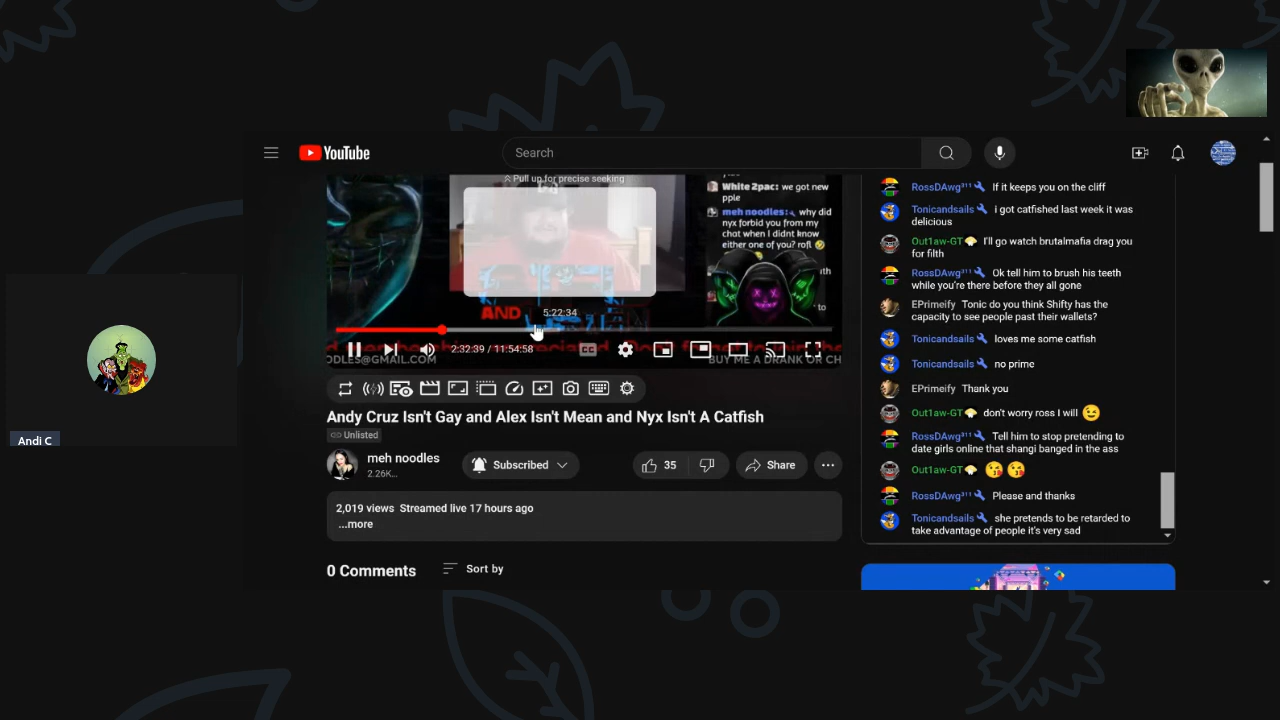 YouTube
Search
Pull up for precise seeking
White 2pac: we got new
pple
meh noodles: why did
nyx forbid you from my
chat when I didnt know
either one of you? rofl
to
AND
5:22:34
2:32:39 / 11:54:58
CC
ODLES@GMAIL.COM
BUY ME A DRANK OR CH
Andy Cruz Isn't Gay and Alex Isn't Mean and Nyx Isn't A Catfish
Unlisted
meh noodles
2.26K...
Subscribed
35
Share
2,019 views Streamed live 17 hours ago
...more
0 Comments
Sort by
RossDAwg³¹¹ If it keeps you on the cliff
Tonicandsails i got catfished last week it was
delicious
Out1aw-GT I'll go watch brutalmafia drag you
for filth
RossDAwg³¹¹ Ok tell him to brush his teeth
while you're there before they all gone
EPrimeify Tonic do you think Shifty has the
capacity to see people past their wallets?
Tonicandsails loves me some catfish
Tonicandsails no prime
EPrimeify Thank you
Out1aw-GT don't worry ross I will
RossDAwg³¹¹ Tell him to stop pretending to
date girls online that shangi banged in the ass
Out1aw-GT
RossDAwg³¹¹ Please and thanks
Tonicandsails she pretends to be retarded to
take advantage of people it's very sad
Andi C